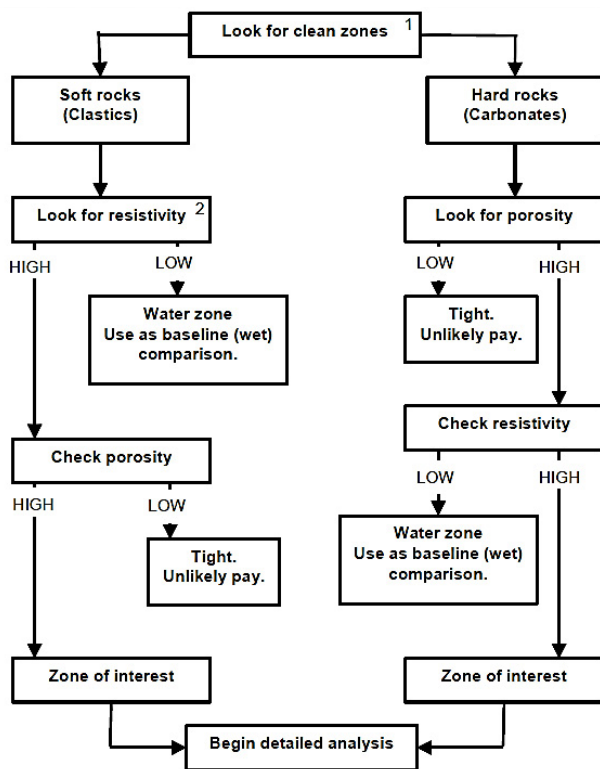 Look for clean zones 1
Soft rocks
(Clastics)
Hard rocks
(Carbonates)
Look for resistivity 2
Look for porosity
HIGH
LOW
LOW
HIGH
Water zone
Use as baseline (wet)
comparison.
Tight.
Unlikely pay.
Check resistivity
Check porosity
LOW
HIGH
HIGH
LOW
Water zone
Use as baseline (wet)
comparison.
Tight.
Unlikely pay.
Zone of interest
Zone of interest
Begin detailed analysis